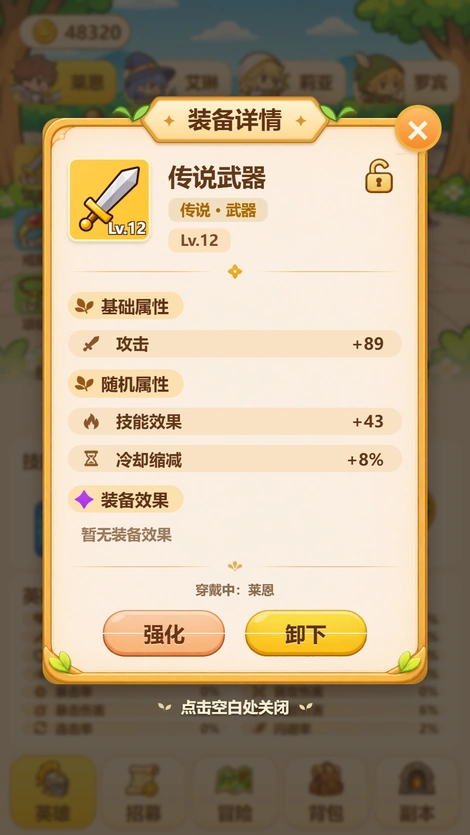 48320
莱恩
艾琳
莉亚
罗宾
装备详情
传说武器
传说·武器
Lv.12
Lv.12
基础属性
攻击 +89
随机属性
技能效果 +43
冷却缩减 +8%
装备效果
暂无装备效果
穿戴中：莱恩
强化
卸下
点击空白处关闭
0%
6%
0%
2%
英雄
招募
冒险
背包
副本